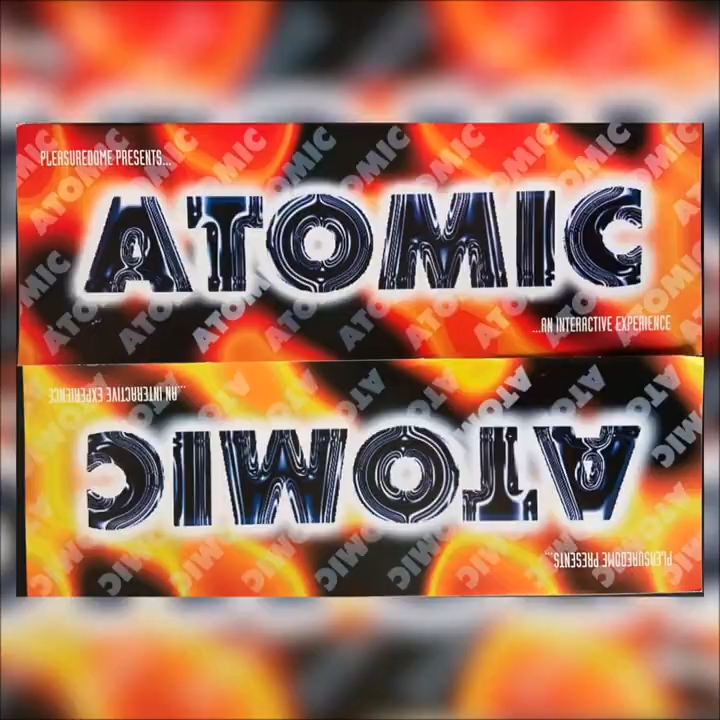 PLEASUREDOME PRESENTS...
ATOMIC
...AN INTERACTIVE EXPERIENCE
PLEASUREDOME PRESENTS...
ATOMIC
...AN INTERACTIVE EXPERIENCE